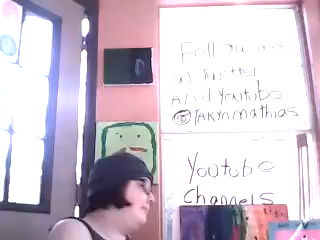 Follow me
on Twitter
And Youtube
@TAKYNmathias
Youtube
Channels